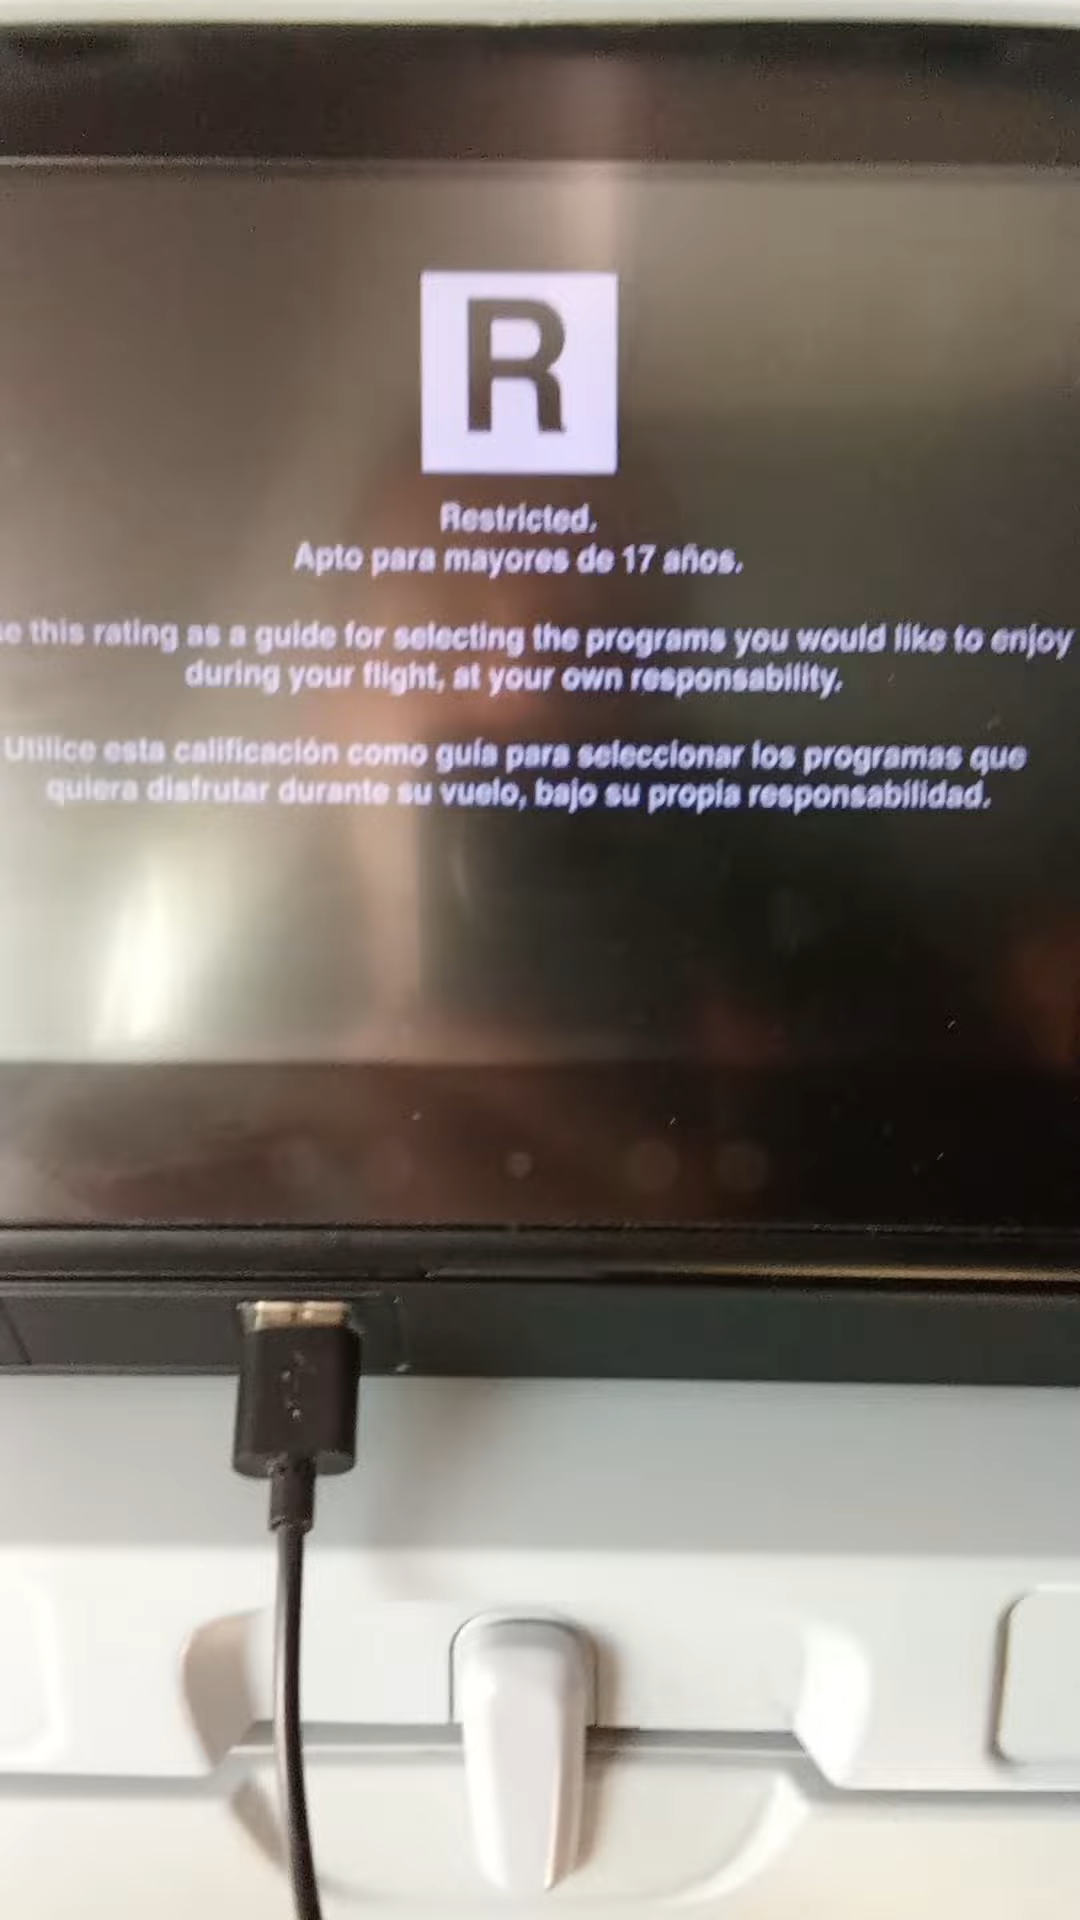 R
Restricted.
Apto para mayores de 17 años.
this rating as a guide for selecting the programs you would like to enjoy
during your flight, at your own responsability.
Utilice esta calificación como guía para seleccionar los programas que
quiera disfrutar durante su vuelo, bajo su propia responsabilidad.